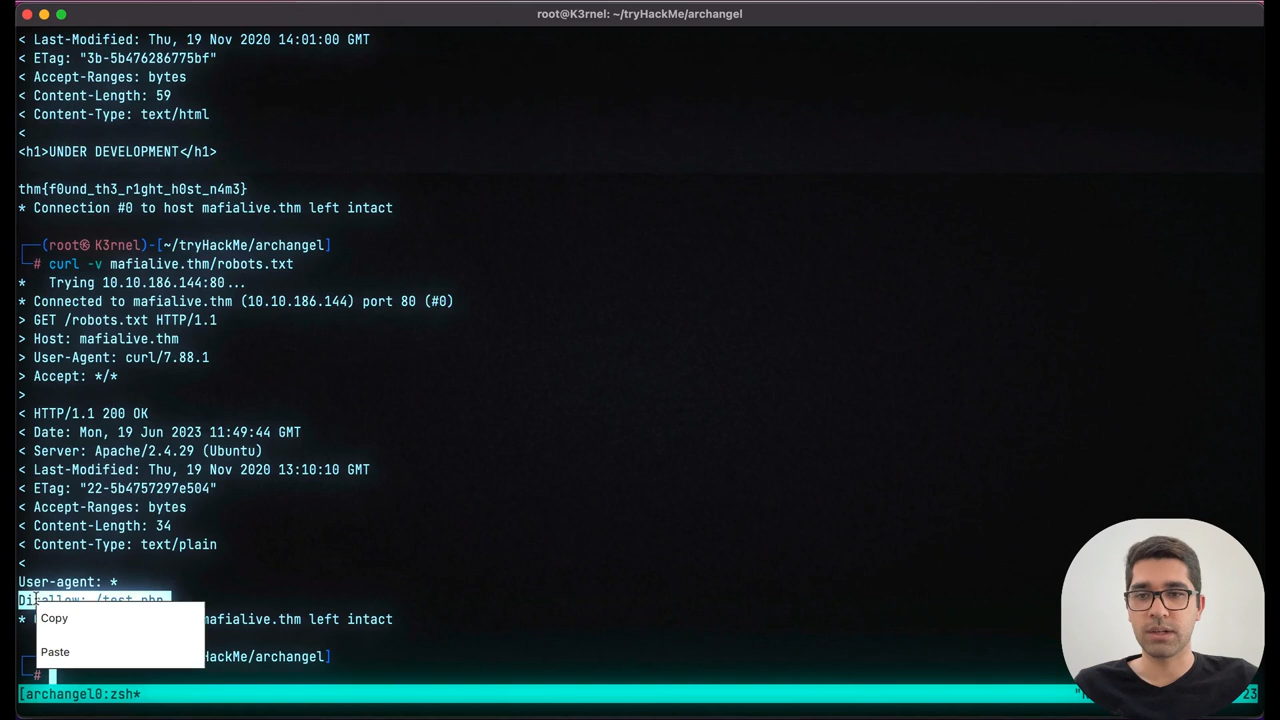 root@K3rnel: ~/tryHackMe/archangel
< Last-Modified: Thu, 19 Nov 2020 14:01:00 GMT
< ETag: "3b-5b476286775bf"
< Accept-Ranges: bytes
< Content-Length: 59
< Content-Type: text/html
<
<h1>UNDER DEVELOPMENT</h1>
thm{f0und_th3_r1ght_h0st_n4m3}
* Connection #0 to host mafialive.thm left intact
┌──(root㉿K3rnel)-[~/tryHackMe/archangel]
└─# curl -v mafialive.thm/robots.txt
* Trying 10.10.186.144:80...
* Connected to mafialive.thm (10.10.186.144) port 80 (#0)
> GET /robots.txt HTTP/1.1
> Host: mafialive.thm
> User-Agent: curl/7.88.1
> Accept: */*
>
< HTTP/1.1 200 OK
< Date: Mon, 19 Jun 2023 11:49:44 GMT
< Server: Apache/2.4.29 (Ubuntu)
< Last-Modified: Thu, 19 Nov 2020 13:10:10 GMT
< ETag: "22-5b4757297e504"
< Accept-Ranges: bytes
< Content-Length: 34
< Content-Type: text/plain
<
User-agent: *
Disallow: /test.php
Copy
* mafialive.thm left intact
Paste
HackMe/archangel]
└─#
[archangel0:zsh*
23